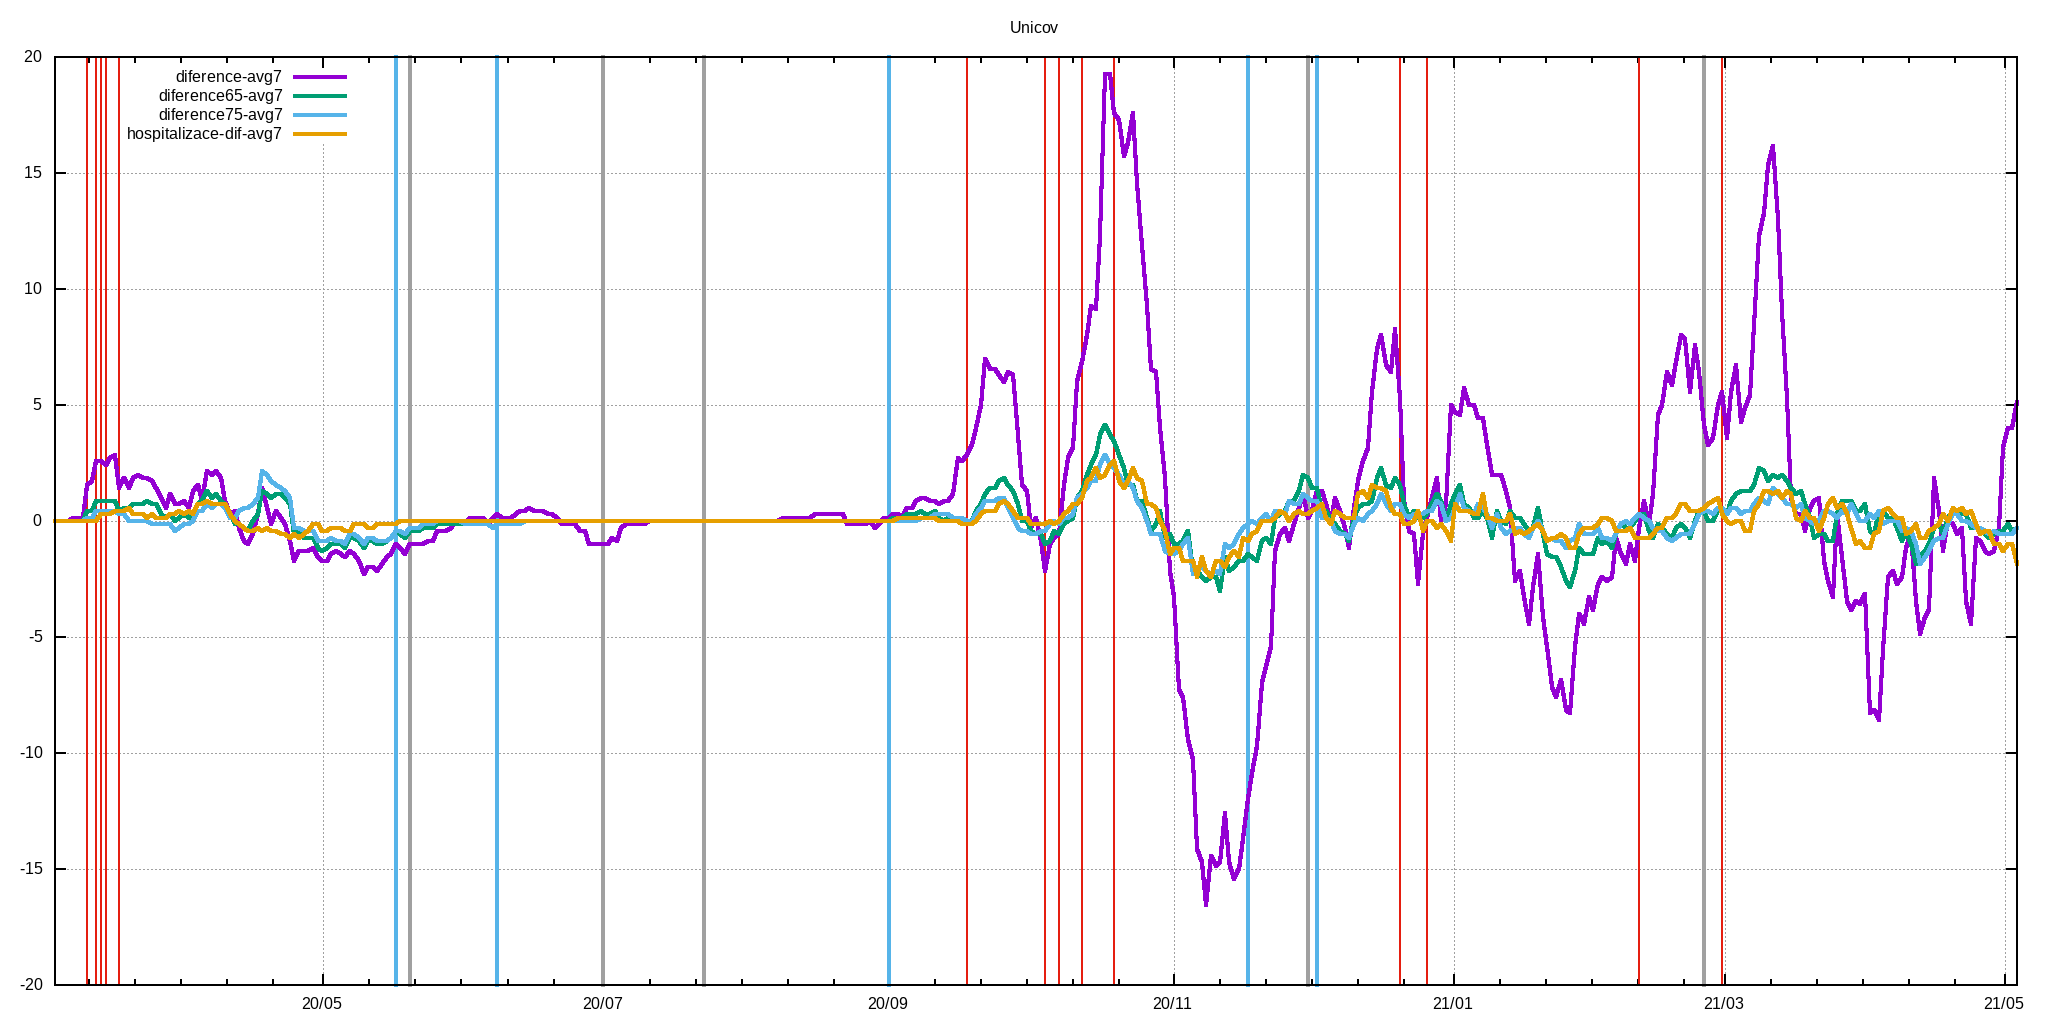 Unicov
diference-avg7
diference65-avg7
diference75-avg7
hospitalizace-dif-avg7
20
15
10
5
0
-5
-10
-15
-20
20/05 20/07 20/09 20/11 21/01 21/03 21/05